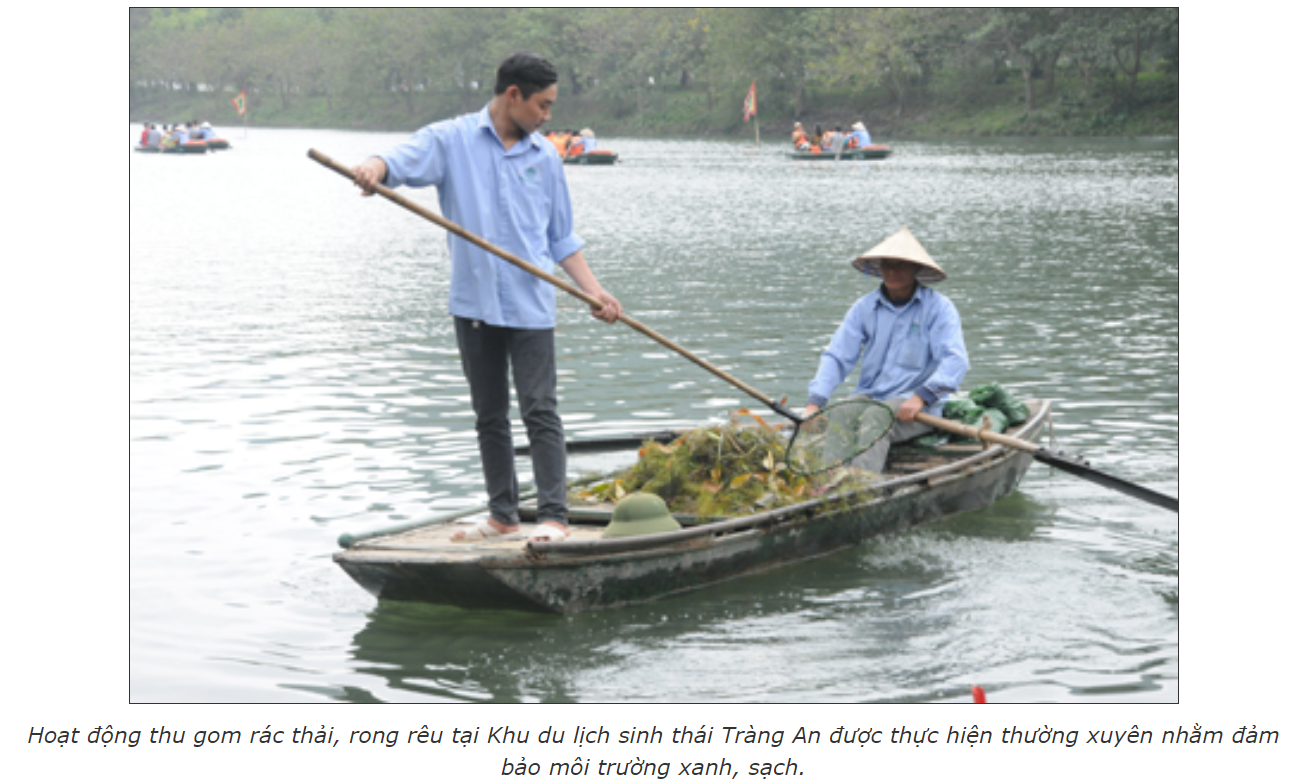 Hoạt động thu gom rác thải, rong rêu tại Khu du lịch sinh thái Tràng An được thực hiện thường xuyên nhằm đảm
bảo môi trường xanh, sạch.